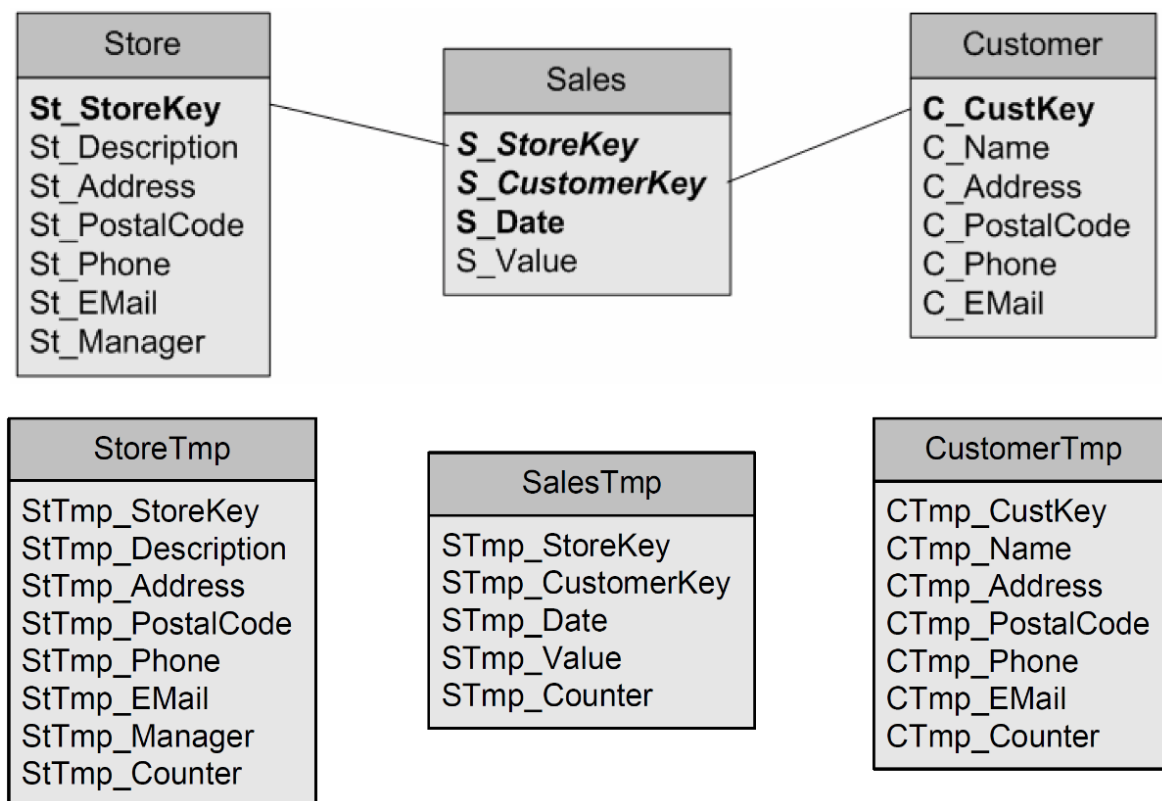 Store
St_StoreKey
St_Description
St_Address
St_PostalCode
St_Phone
St_EMail
St_Manager
Sales
S_StoreKey
S_CustomerKey
S_Date
S_Value
Customer
C_CustKey
C_Name
C_Address
C_PostalCode
C_Phone
C_EMail
StoreTmp
StTmp_StoreKey
StTmp_Description
StTmp_Address
StTmp_PostalCode
StTmp_Phone
StTmp_EMail
StTmp_Manager
StTmp_Counter
SalesTmp
STmp_StoreKey
STmp_CustomerKey
STmp_Date
STmp_Value
STmp_Counter
CustomerTmp
CTmp_CustKey
CTmp_Name
CTmp_Address
CTmp_PostalCode
CTmp_Phone
CTmp_EMail
CTmp_Counter